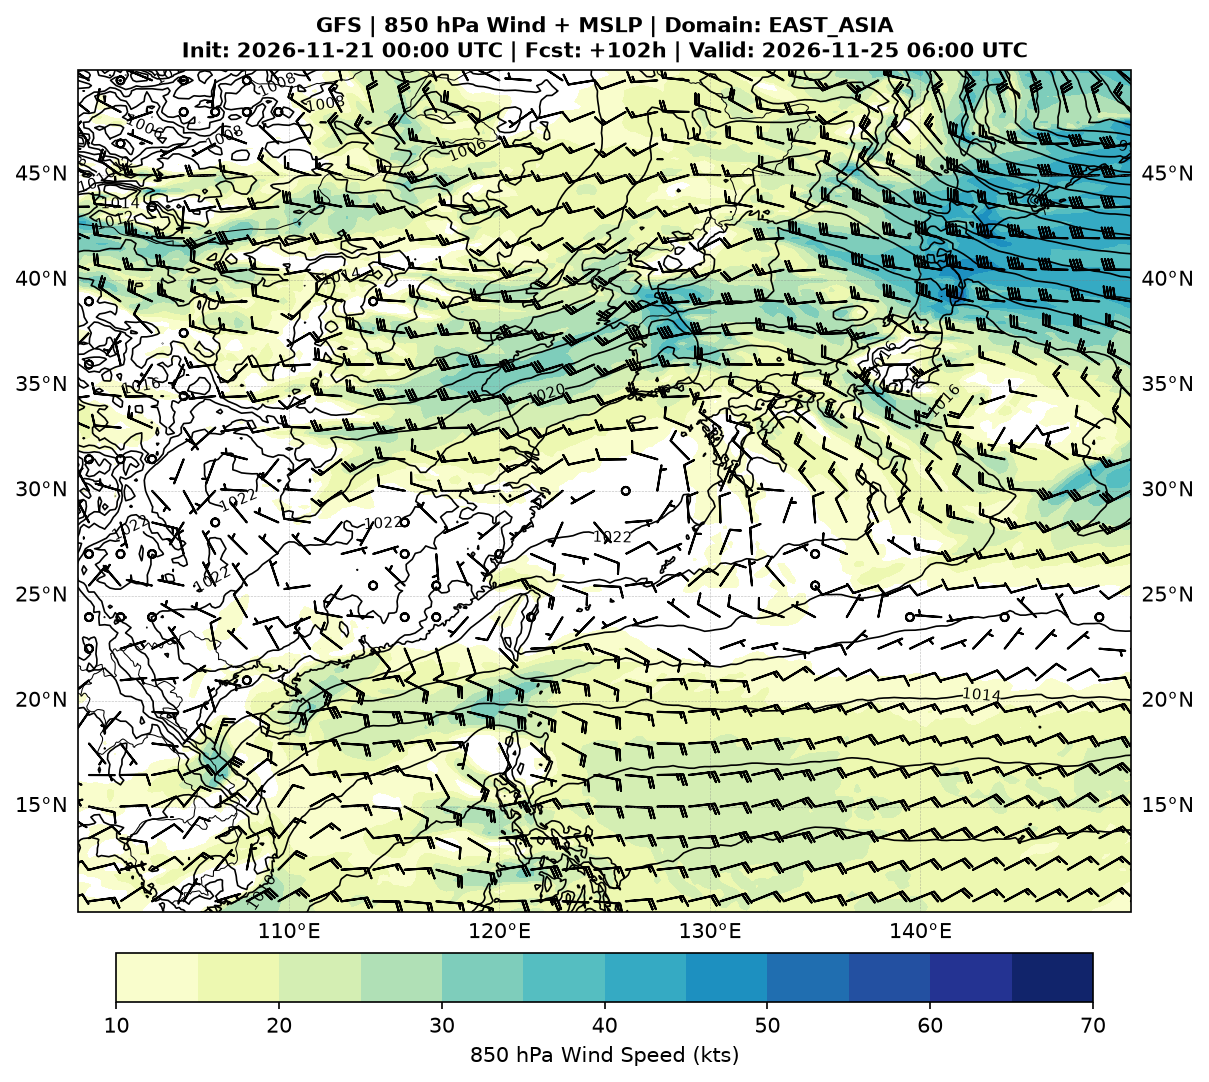 GFS | 850 hPa Wind + MSLP | Domain: EAST_ASIA
Init: 2026-11-21 00:00 UTC | Fcst: +102h | Valid: 2026-11-25 06:00 UTC
1008
1008
1006
1006
45°N
45°N
1014
1012
40°N
1014
40°N
1016
1016
35°N
1020
1016
35°N
30°N
1022
30°N
1022
1022
1022
1022
25°N
25°N
20°N
1014
20°N
15°N
15°N
1010
110°E
120°E
130°E
140°E
10
20
30
40
50
60
70
850 hPa Wind Speed (kts)